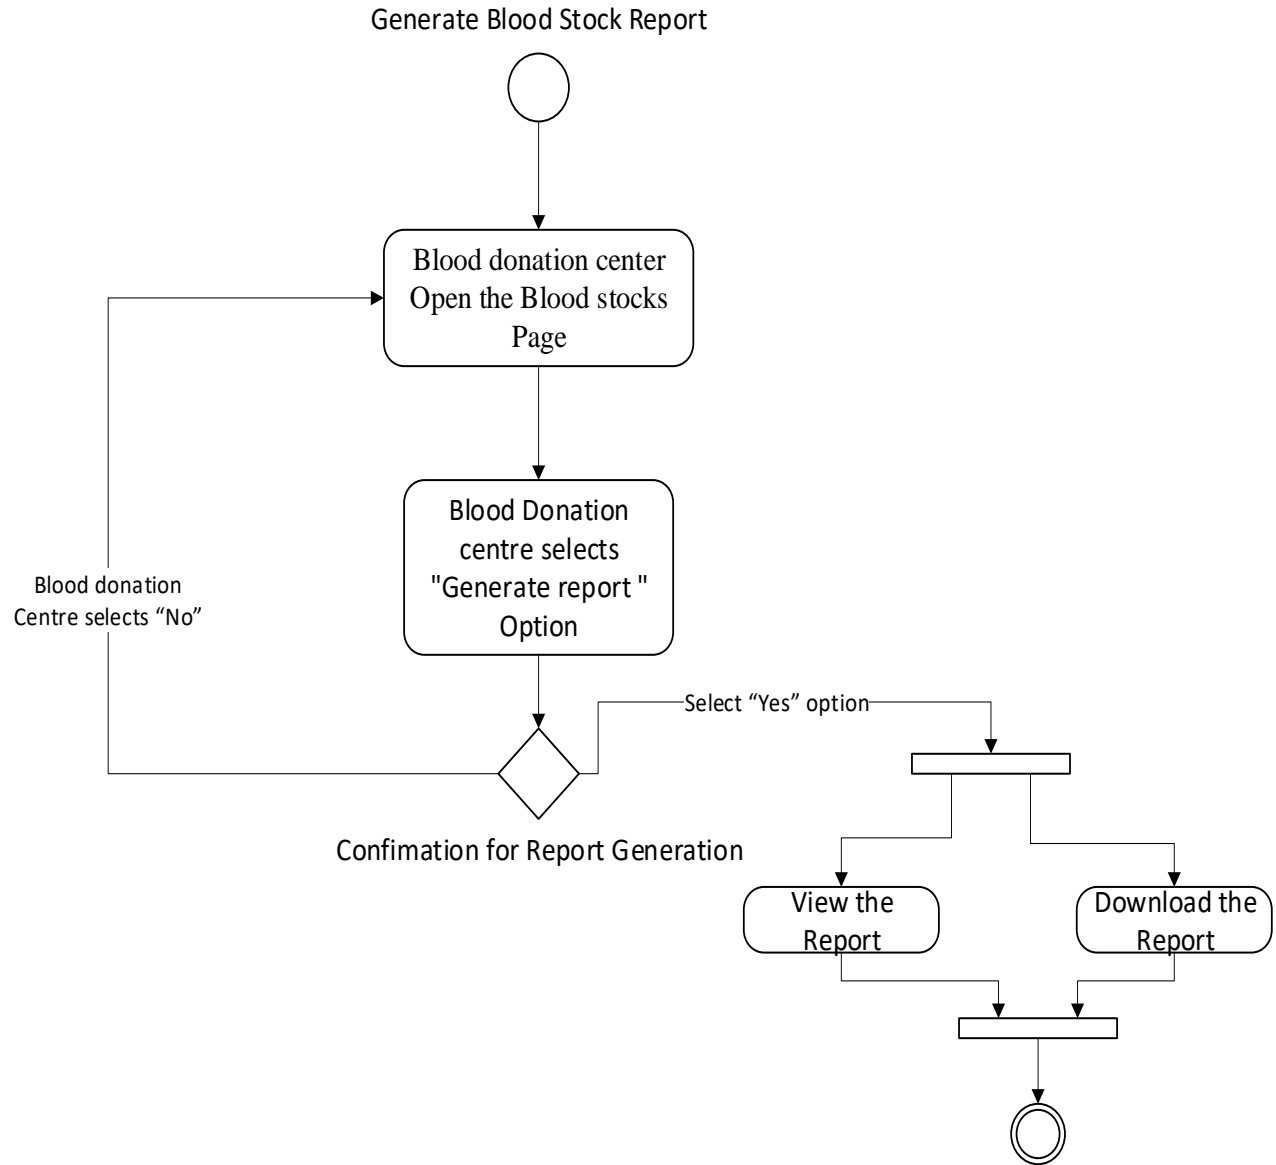 Generate Blood Stock Report
Blood donation center
Open the Blood stocks
Page
Blood Donation
centre selects
"Generate report "
Option
Blood donation
Centre selects “No”
Select “Yes” option
Confimation for Report Generation
View the
Report
Download the
Report